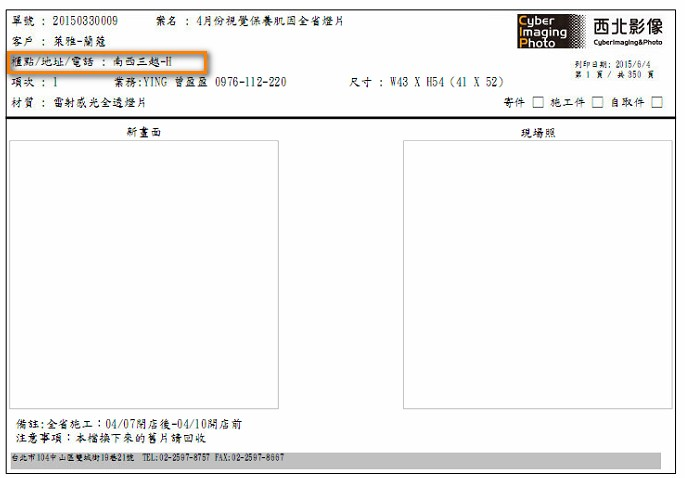 單號 : 20150330009 案名 : 4月份視覺保養肌因全省燈片
Cyber Imaging Photo 西北影像
CyberImaging&Photo
客戶 : 萊雅-蘭蔻
櫃點/地址/電話 : 南西三越-H
列印日期: 2015/6/4
項次 : 1 業務:YING 曾盈盈 0976-112-220 尺寸 : W43 X H54 (41 X 52)
第 1 頁 / 共 350 頁
材質 : 雷射感光全透燈片 寄件 □ 施工件 □ 自取件 □
新畫面 現場照
備註:全省施工:04/07閉店後-04/10開店前
注意事項:本檔換下來的舊片請回收
台北市104中山區雙城街19巷21號 TEL:02-2597-8757 FAX:02-2597-8667